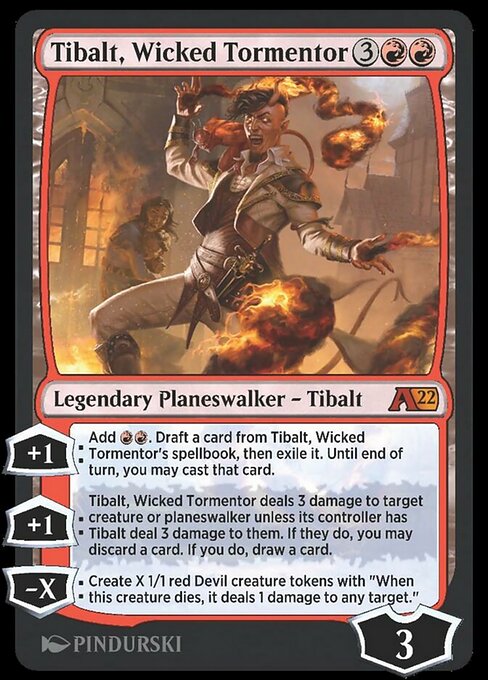 Tibalt, Wicked Tormentor 3
Legendary Planeswalker – Tibalt
A22
+1
Add RR. Draft a card from Tibalt, Wicked
Tormentor's spellbook, then exile it. Until end of
turn, you may cast that card.
+1
Tibalt, Wicked Tormentor deals 3 damage to target
creature or planeswalker unless its controller has
Tibalt deal 3 damage to them. If they do, you may
discard a card. If you do, draw a card.
-X
Create X 1/1 red Devil creature tokens with "When
this creature dies, it deals 1 damage to any target."
3
PINDURSKI